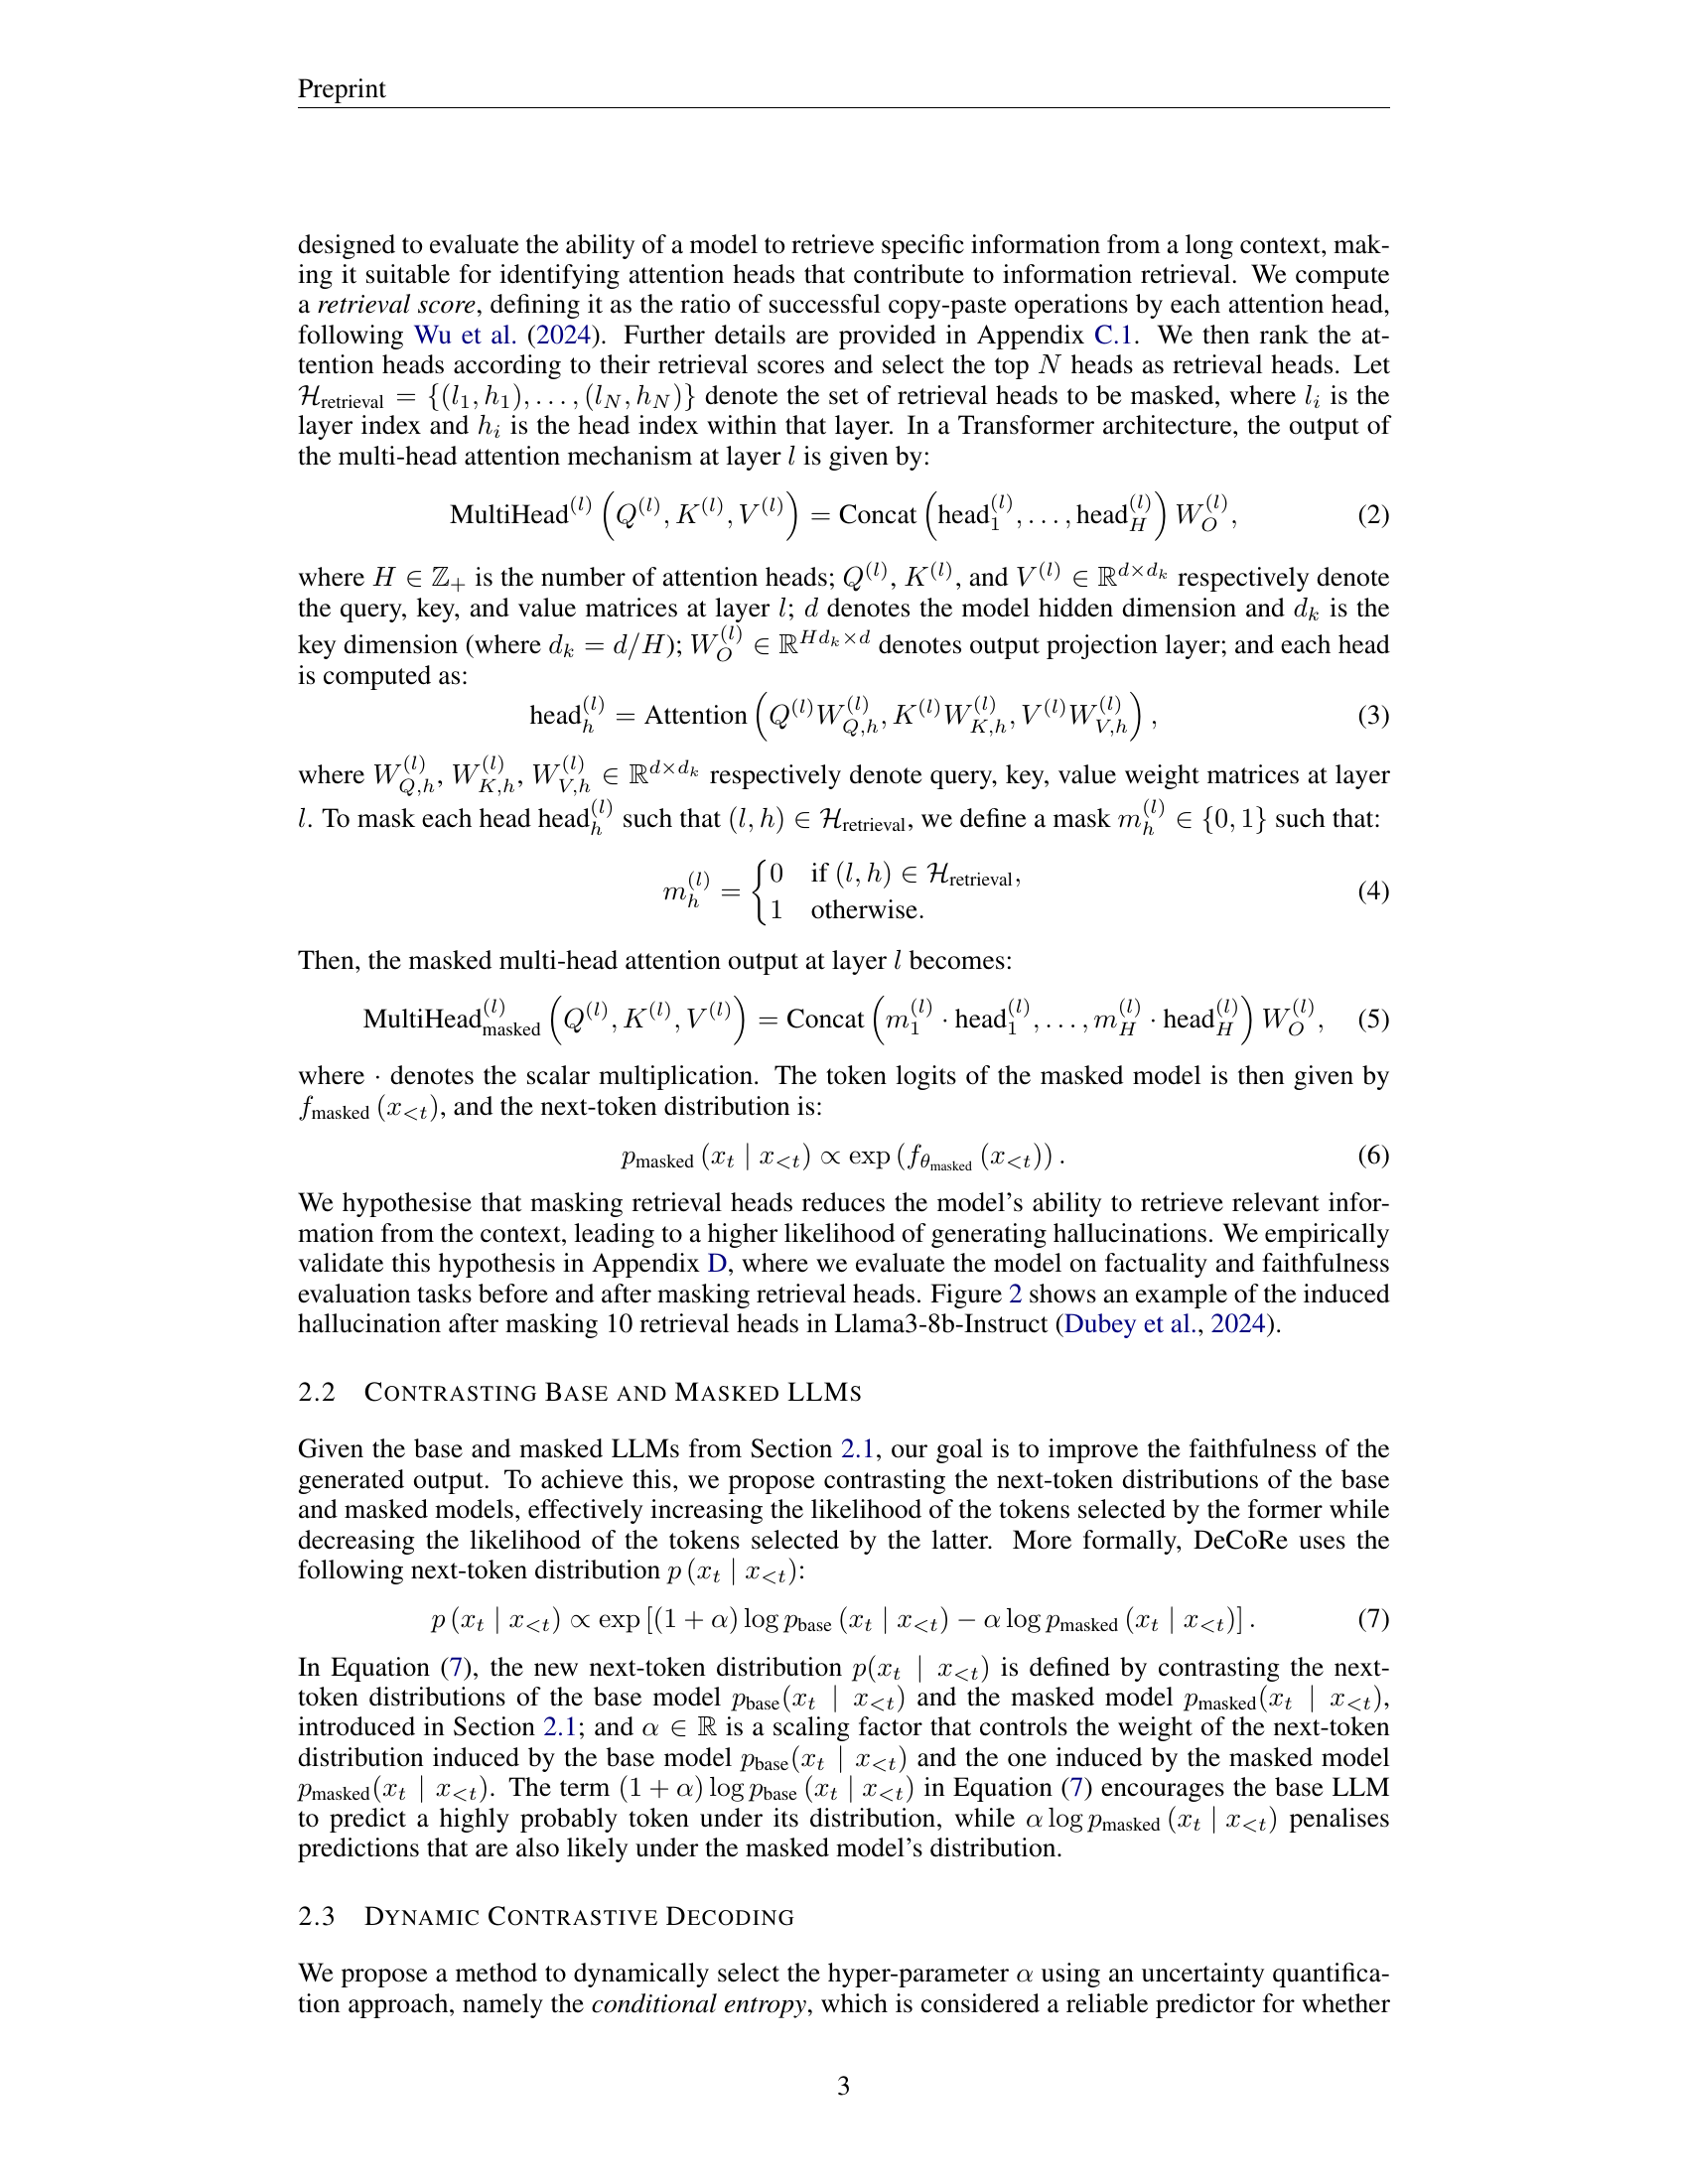 Preprint
designed to evaluate the ability of a model to retrieve specific information from a long context, mak-
ing it suitable for identifying attention heads that contribute to information retrieval. We compute
a retrieval score, defining it as the ratio of successful copy-paste operations by each attention head,
following Wu et al. (2024). Further details are provided in Appendix C.1. We then rank the at-
tention heads according to their retrieval scores and select the top N heads as retrieval heads. Let
$\mathcal{H}_{\text{retrieval}} = \{(l_1, h_1), \ldots, (l_N, h_N)\}$ denote the set of retrieval heads to be masked, where $l_i$ is the
layer index and $h_i$ is the head index within that layer. In a Transformer architecture, the output of
the multi-head attention mechanism at layer $l$ is given by:
$\text{MultiHead}^{(l)} \left( Q^{(l)}, K^{(l)}, V^{(l)} \right) = \text{Concat} \left( \text{head}_1^{(l)}, \ldots, \text{head}_H^{(l)} \right) W_O^{(l)},$ (2)
where $H \in \mathbb{Z}_+$ is the number of attention heads; $Q^{(l)}$, $K^{(l)}$, and $V^{(l)} \in \mathbb{R}^{d \times d_k}$ respectively denote
the query, key, and value matrices at layer $l$; $d$ denotes the model hidden dimension and $d_k$ is the
key dimension (where $d_k = d/H$); $W_O^{(l)} \in \mathbb{R}^{H d_k \times d}$ denotes output projection layer; and each head
is computed as:
$\text{head}_h^{(l)} = \text{Attention} \left( Q^{(l)} W_{Q,h}^{(l)}, K^{(l)} W_{K,h}^{(l)}, V^{(l)} W_{V,h}^{(l)} \right),$ (3)
where $W_{Q,h}^{(l)}$, $W_{K,h}^{(l)}$, $W_{V,h}^{(l)} \in \mathbb{R}^{d \times d_k}$ respectively denote query, key, value weight matrices at layer
$l$. To mask each head $\text{head}_h^{(l)}$ such that $(l, h) \in \mathcal{H}_{\text{retrieval}}$, we define a mask $m_h^{(l)} \in \{0, 1\}$ such that:
$m_h^{(l)} = \begin{cases} 0 & \text{if } (l, h) \in \mathcal{H}_{\text{retrieval}}, \\ 1 & \text{otherwise.} \end{cases}$ (4)
Then, the masked multi-head attention output at layer $l$ becomes:
$\text{MultiHead}_{\text{masked}}^{(l)} \left( Q^{(l)}, K^{(l)}, V^{(l)} \right) = \text{Concat} \left( m_1^{(l)} \cdot \text{head}_1^{(l)}, \ldots, m_H^{(l)} \cdot \text{head}_H^{(l)} \right) W_O^{(l)},$ (5)
where $\cdot$ denotes the scalar multiplication. The token logits of the masked model is then given by
$f_{\text{masked}} (x_{<t})$, and the next-token distribution is:
$p_{\text{masked}} (x_t \mid x_{<t}) \propto \exp \left( f_{\theta_{\text{masked}}} (x_{<t}) \right).$ (6)
We hypothesise that masking retrieval heads reduces the model's ability to retrieve relevant infor-
mation from the context, leading to a higher likelihood of generating hallucinations. We empirically
validate this hypothesis in Appendix D, where we evaluate the model on factuality and faithfulness
evaluation tasks before and after masking retrieval heads. Figure 2 shows an example of the induced
hallucination after masking 10 retrieval heads in Llama3-8b-Instruct (Dubey et al., 2024).
2.2 CONTRASTING BASE AND MASKED LLMS
Given the base and masked LLMs from Section 2.1, our goal is to improve the faithfulness of the
generated output. To achieve this, we propose contrasting the next-token distributions of the base
and masked models, effectively increasing the likelihood of the tokens selected by the former while
decreasing the likelihood of the tokens selected by the latter. More formally, DeCoRe uses the
following next-token distribution $p (x_t \mid x_{<t})$:
$p (x_t \mid x_{<t}) \propto \exp \left[ (1 + \alpha) \log p_{\text{base}} (x_t \mid x_{<t}) - \alpha \log p_{\text{masked}} (x_t \mid x_{<t}) \right].$ (7)
In Equation (7), the new next-token distribution $p(x_t \mid x_{<t})$ is defined by contrasting the next-
token distributions of the base model $p_{\text{base}}(x_t \mid x_{<t})$ and the masked model $p_{\text{masked}}(x_t \mid x_{<t})$,
introduced in Section 2.1; and $\alpha \in \mathbb{R}$ is a scaling factor that controls the weight of the next-token
distribution induced by the base model $p_{\text{base}}(x_t \mid x_{<t})$ and the one induced by the masked model
$p_{\text{masked}}(x_t \mid x_{<t})$. The term $(1 + \alpha) \log p_{\text{base}} (x_t \mid x_{<t})$ in Equation (7) encourages the base LLM
to predict a highly probably token under its distribution, while $\alpha \log p_{\text{masked}} (x_t \mid x_{<t})$ penalises
predictions that are also likely under the masked model's distribution.
2.3 DYNAMIC CONTRASTIVE DECODING
We propose a method to dynamically select the hyper-parameter $\alpha$ using an uncertainty quantifica-
tion approach, namely the conditional entropy, which is considered a reliable predictor for whether
3